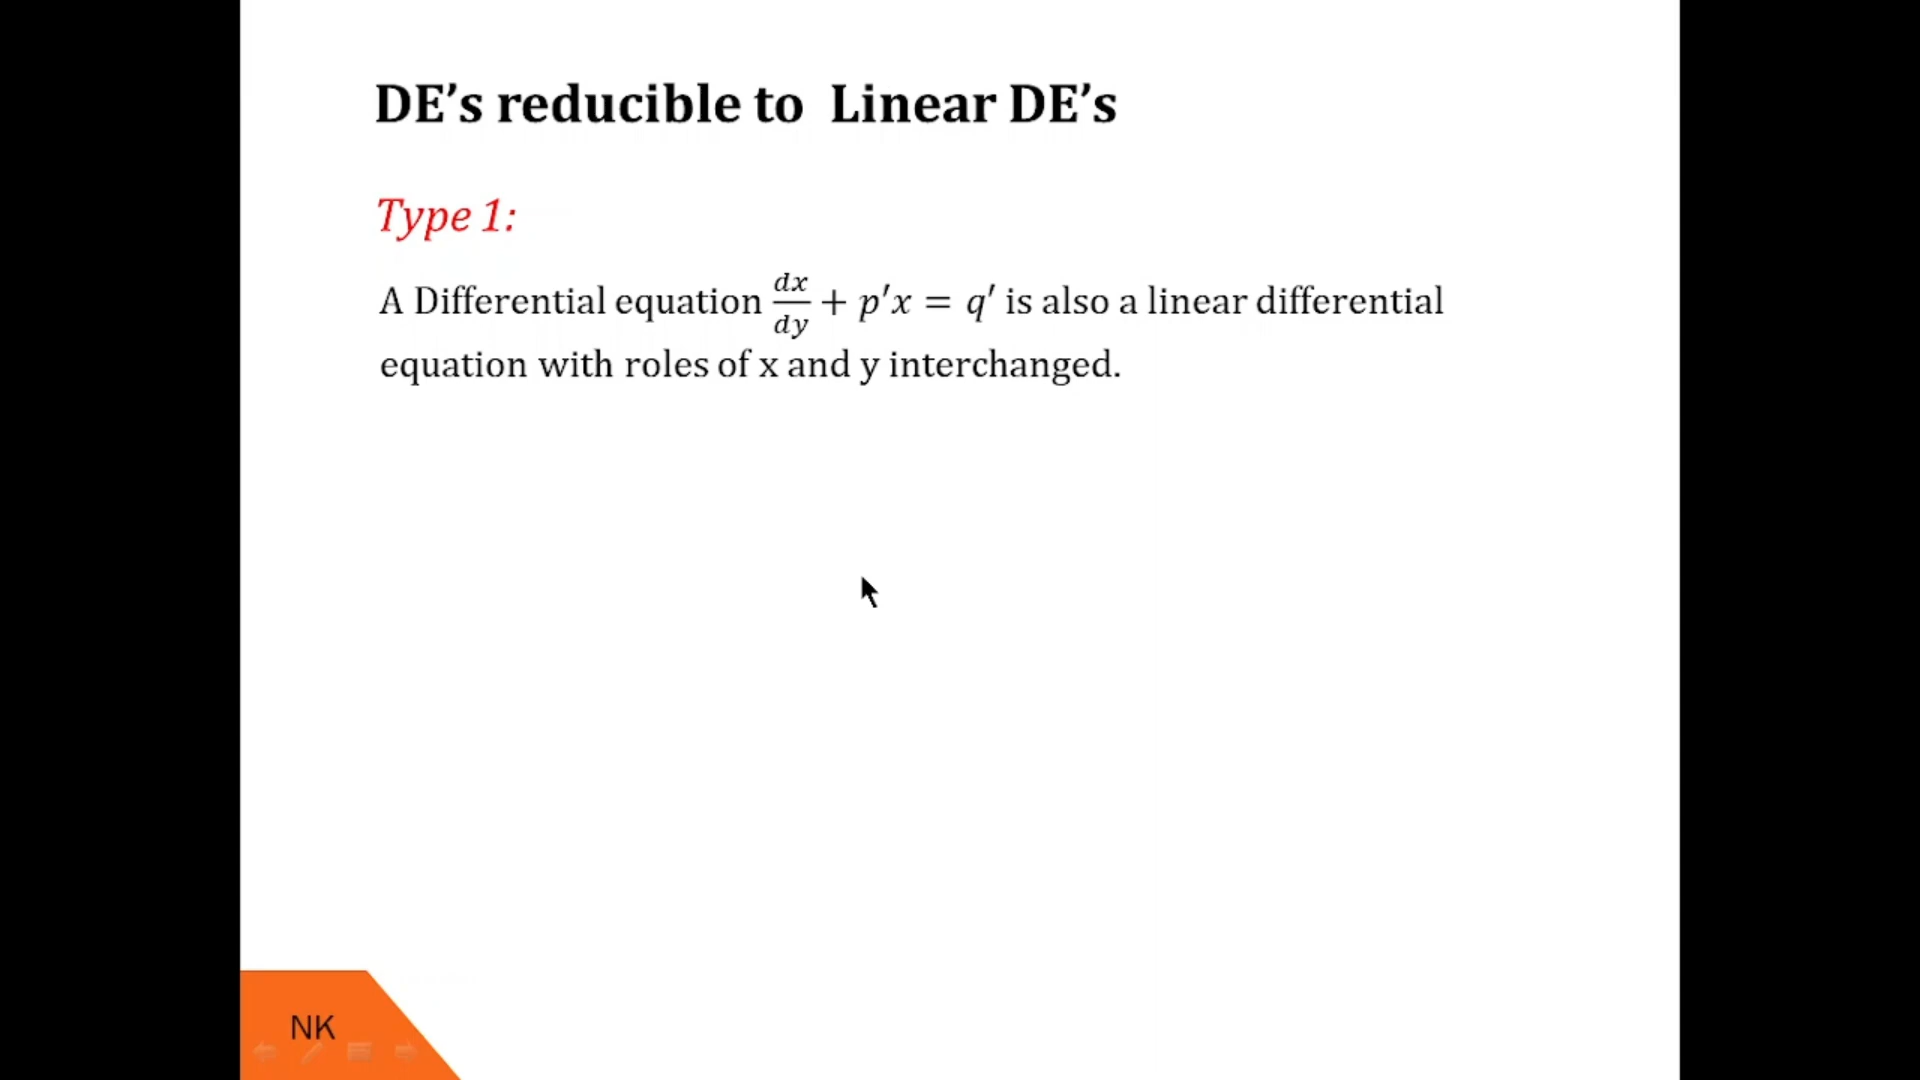 DE’s reducible to Linear DE’s
Type 1:
A Differential equation dx/dy + p′x = q′ is also a linear differential
equation with roles of x and y interchanged.
NK